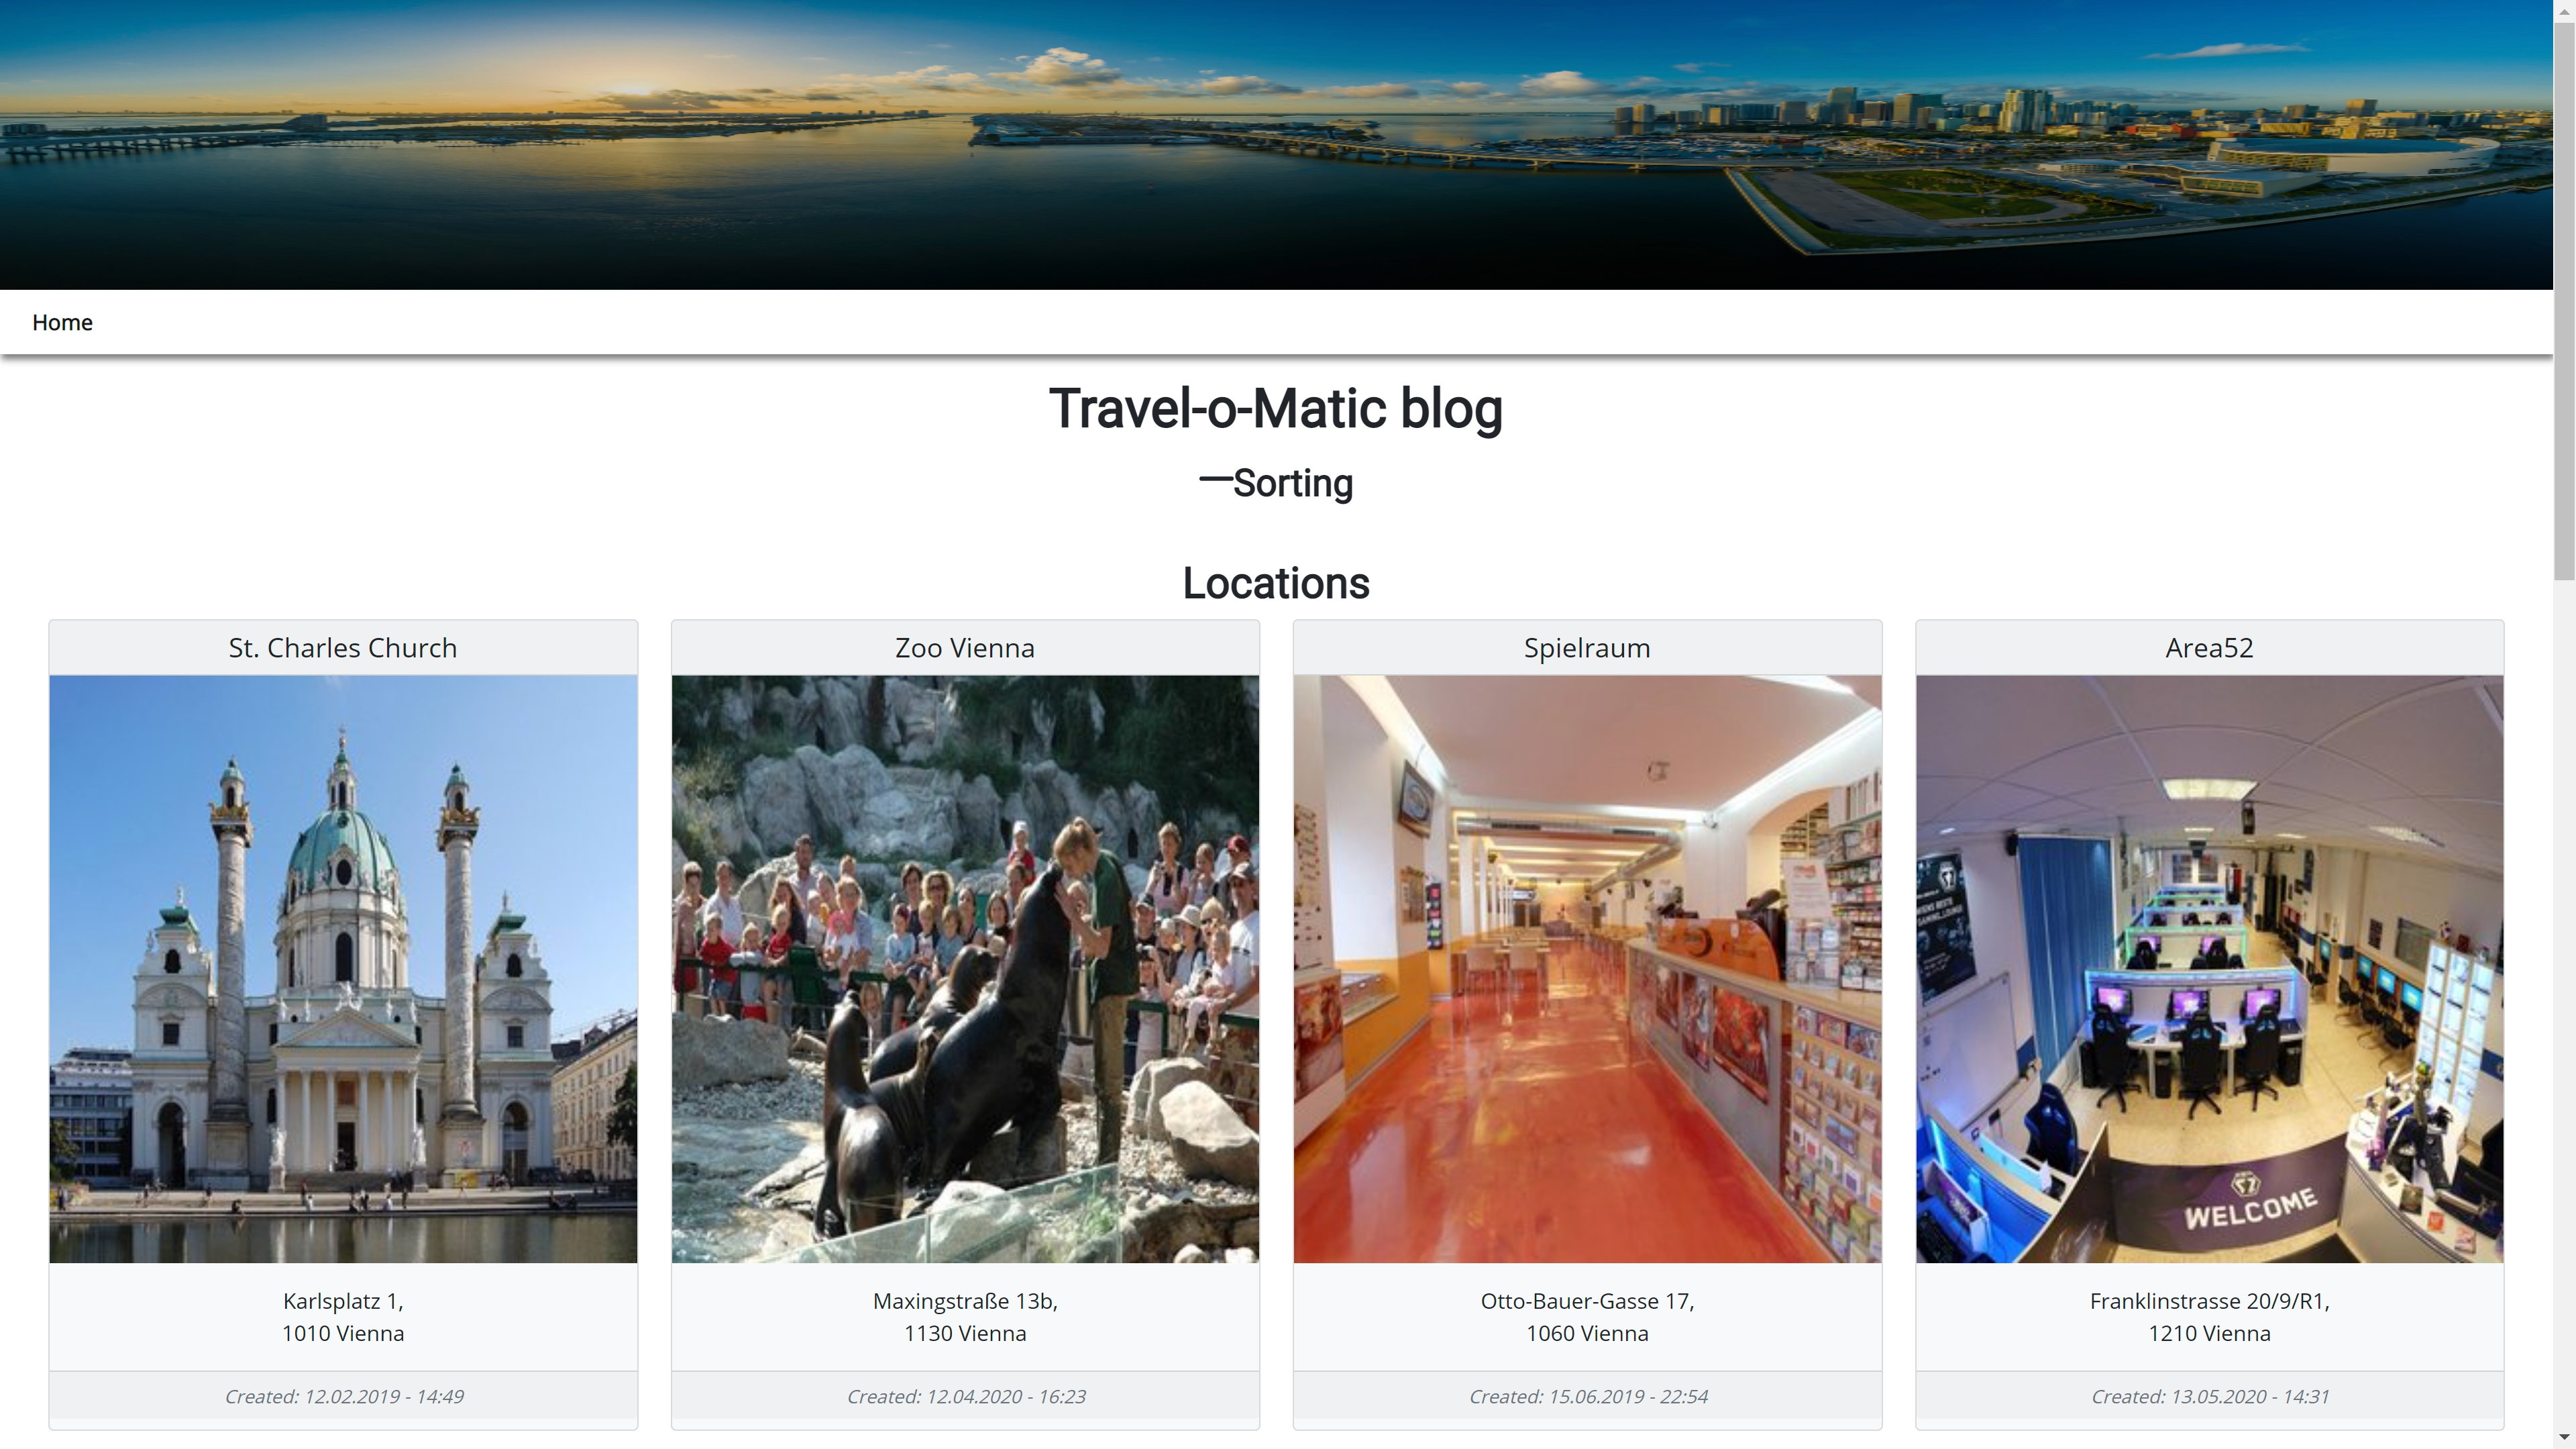 Home
Travel-o-Matic blog
—Sorting
Locations
St. Charles Church
Zoo Vienna
Spielraum
Area52
WELCOME
Karlsplatz 1,
1010 Vienna
Maxingstraße 13b,
1130 Vienna
Otto-Bauer-Gasse 17,
1060 Vienna
Franklinstrasse 20/9/R1,
1210 Vienna
Created: 12.02.2019 - 14:49
Created: 12.04.2020 - 16:23
Created: 15.06.2019 - 22:54
Created: 13.05.2020 - 14:31